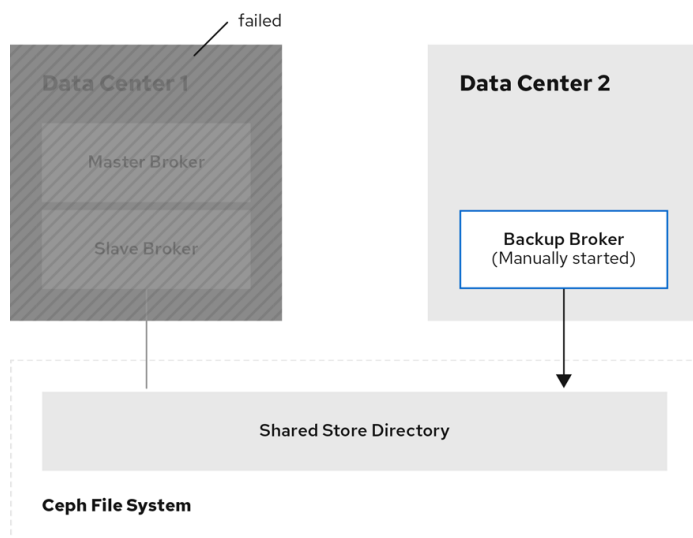 failed
Data Center 1
Master Broker
Slave Broker
Data Center 2
Backup Broker
(Manually started)
Shared Store Directory
Ceph File System